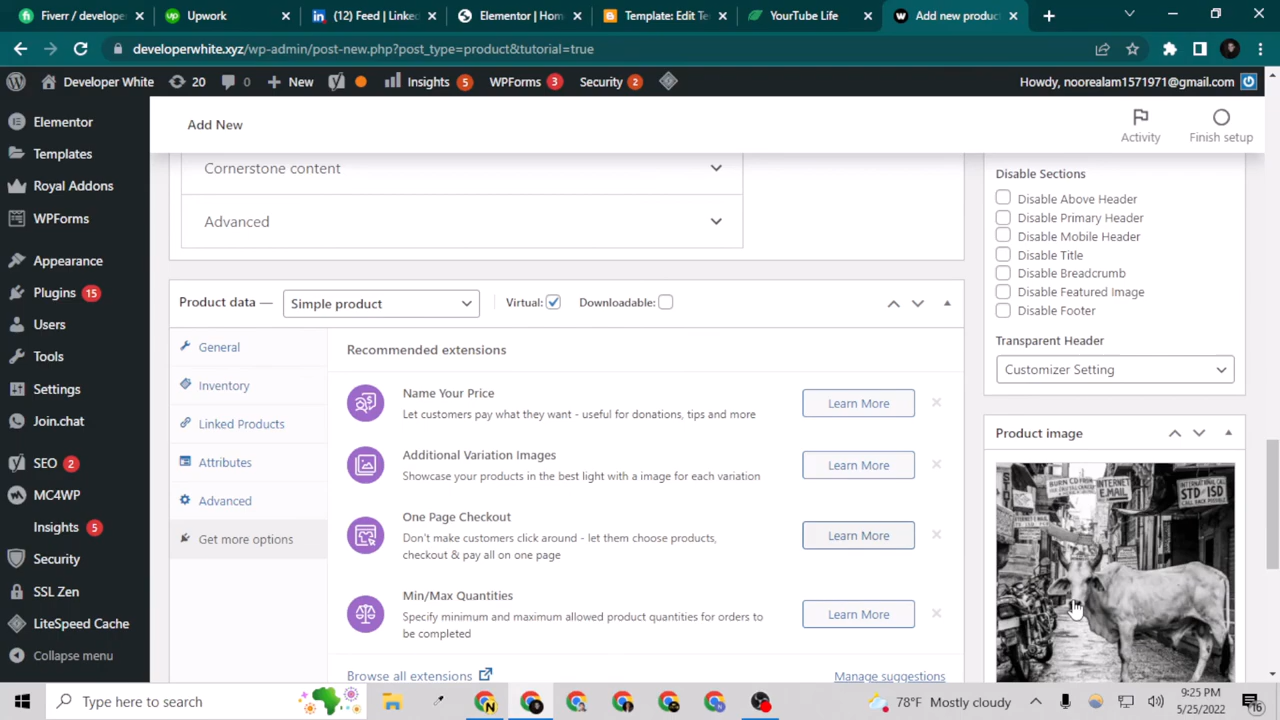 Fiverr / develope
Upwork
(12) Feed | Linke
Elementor | Hom
Template: Edit Te
YourTube Life
Add new produc
developerwhite.xyz/wp-admin/post-new.php?post_type=product&tutorial=true
Developer White
20
0
New
Insights 5
WPForms 3
Security 2
Howdy, noorealam1571971@gmail.com
Elementor
Templates
Royal Addons
WPForms
Appearance
Plugins 15
Users
Tools
Settings
Join.chat
SEO 2
MC4WP
Insights 5
Security
SSL Zen
LiteSpeed Cache
Collapse menu
Add New
Activity
Finish setup
Cornerstone content
Advanced
Product data —
Simple product
Virtual:
Downloadable:
General
Inventory
Linked Products
Attributes
Advanced
Get more options
Recommended extensions
Name Your Price
Let customers pay what they want - useful for donations, tips and more
Learn More
Additional Variation Images
Showcase your products in the best light with a image for each variation
Learn More
One Page Checkout
Don't make customers click around - let them choose products,
checkout & pay all on one page
Learn More
Min/Max Quantities
Specify minimum and maximum allowed product quantities for orders to
be completed
Learn More
Browse all extensions
Manage suggestions
Disable Sections
Disable Above Header
Disable Primary Header
Disable Mobile Header
Disable Title
Disable Breadcrumb
Disable Featured Image
Disable Footer
Transparent Header
Customizer Setting
Product image
BURN CD FROM
INTERNET
E.MAIL
INTERNATIONAL CALL
STD ISD
Type here to search
78°F Mostly cloudy
9:25 PM
5/25/2022
16